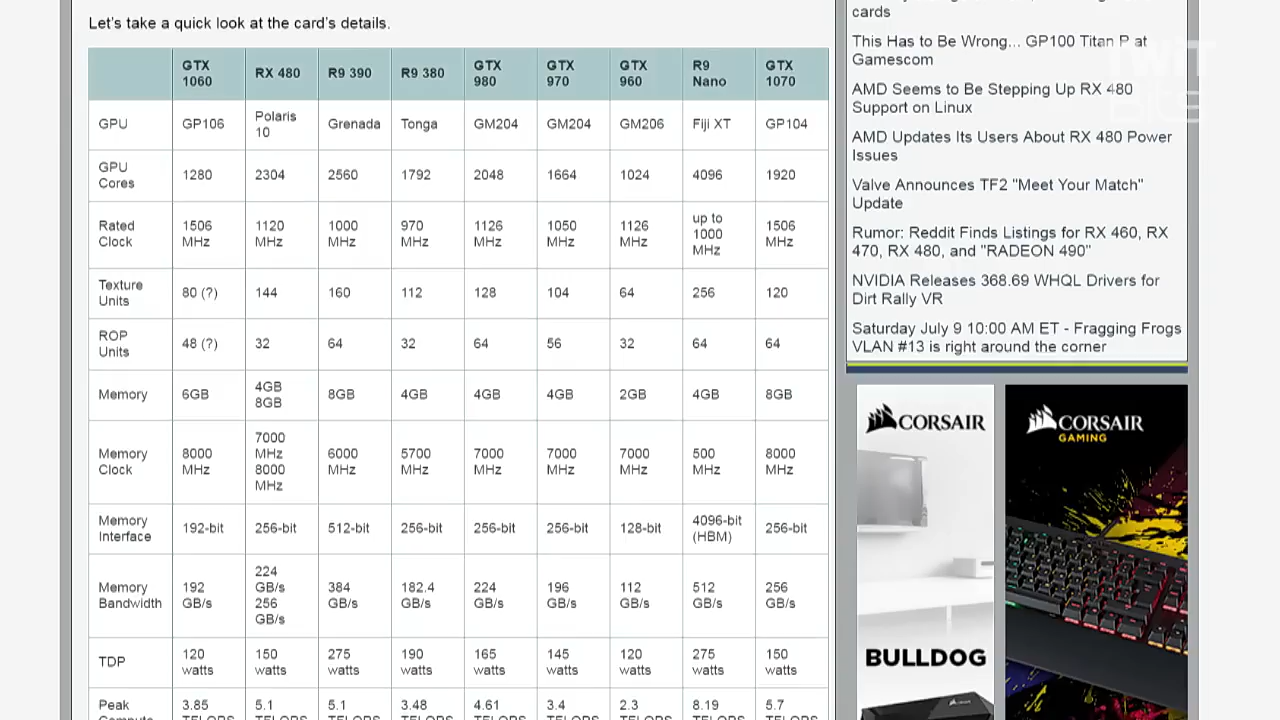 Let's take a quick look at the card's details.
GTX 1060 RX 480 R9 390 R9 380 GTX 980 GTX 970 GTX 960 R9 Nano GTX 1070
GPU GP106 Polaris 10 Grenada Tonga GM204 GM204 GM206 Fiji XT GP104
GPU Cores 1280 2304 2560 1792 2048 1664 1024 4096 1920
Rated Clock 1506 MHz 1120 MHz 1000 MHz 970 MHz 1126 MHz 1050 MHz 1126 MHz up to 1000 MHz 1506 MHz
Texture Units 80 (?) 144 160 112 128 104 64 256 120
ROP Units 48 (?) 32 64 32 64 56 32 64 64
Memory 6GB 4GB 8GB 8GB 4GB 4GB 4GB 2GB 4GB 8GB
Memory Clock 8000 MHz 7000 MHz 8000 MHz 6000 MHz 5700 MHz 7000 MHz 7000 MHz 7000 MHz 500 MHz 8000 MHz
Memory Interface 192-bit 256-bit 512-bit 256-bit 256-bit 256-bit 128-bit 4096-bit (HBM) 256-bit
Memory Bandwidth 192 GB/s 224 GB/s 256 GB/s 384 GB/s 182.4 GB/s 224 GB/s 196 GB/s 112 GB/s 512 GB/s 256 GB/s
TDP 120 watts 150 watts 275 watts 190 watts 165 watts 145 watts 120 watts 275 watts 150 watts
Peak 3.85 5.1 5.1 3.48 4.61 3.4 2.3 8.19 5.7
cards
This Has to Be Wrong... GP100 Titan P at
Gamescom
AMD Seems to Be Stepping Up RX 480
Support on Linux
AMD Updates Its Users About RX 480 Power
Issues
Valve Announces TF2 "Meet Your Match"
Update
Rumor: Reddit Finds Listings for RX 460, RX
470, RX 480, and "RADEON 490"
NVIDIA Releases 368.69 WHQL Drivers for
Dirt Rally VR
Saturday July 9 10:00 AM ET - Fragging Frogs
VLAN #13 is right around the corner
TWiT
CORSAIR
BULLDOG
CORSAIR
CORSAIR
GAMING